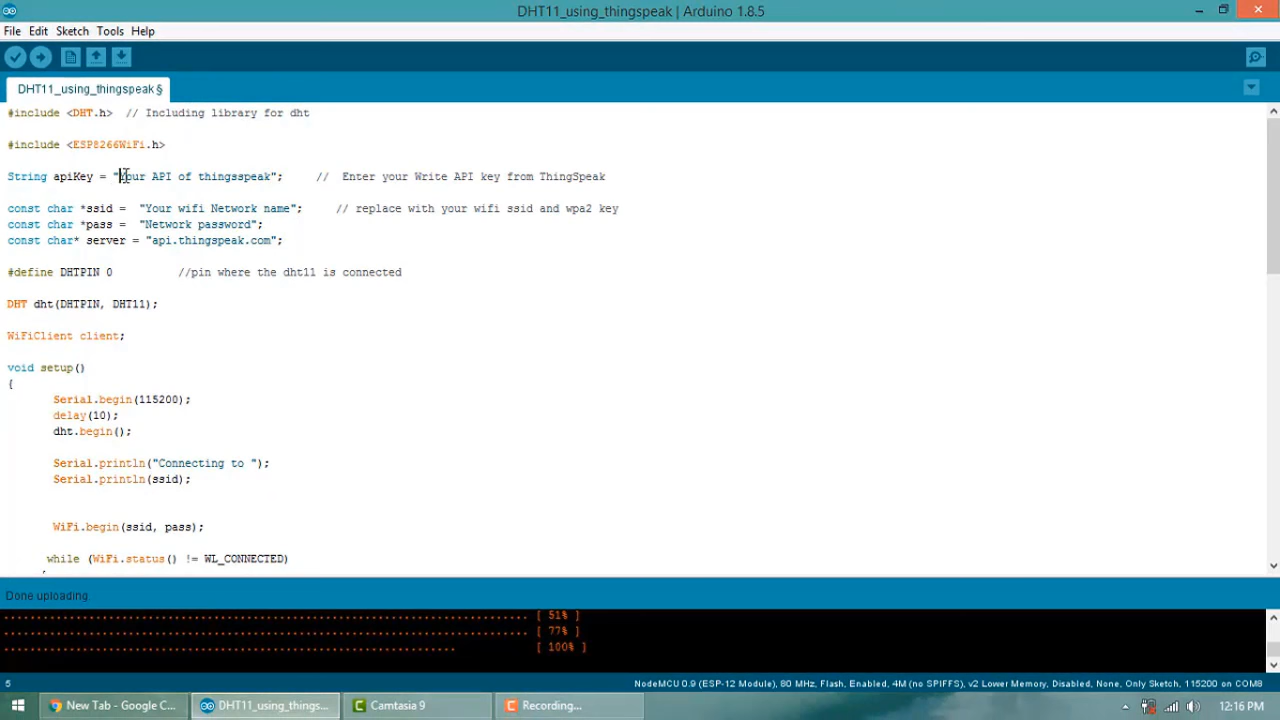 DHT11_using_thingspeak | Arduino 1.8.5
File Edit Sketch Tools Help
DHT11_using_thingspeak §
#include <DHT.h>  // Including library for dht
#include <ESP8266WiFi.h>
String apiKey = "Your API of thingsspeak";     //  Enter your Write API key from ThingSpeak
const char *ssid =  "Your wifi Network name";     // replace with your wifi ssid and wpa2 key
const char *pass =  "Network password";
const char* server = "api.thingspeak.com";
#define DHTPIN 0          //pin where the dht11 is connected
DHT dht(DHTPIN, DHT11);
WiFiClient client;
void setup()
{
Serial.begin(115200);
delay(10);
dht.begin();
Serial.println("Connecting to ");
Serial.println(ssid);
WiFi.begin(ssid, pass);
while (WiFi.status() != WL_CONNECTED)
Done uploading.
................................................................................ [ 51% ]
................................................................................ [ 77% ]
..................................................................... [ 100% ]
5 NodeMCU 0.9 (ESP-12 Module), 80 MHz, Flash, Enabled, 4M (no SPIFFS), v2 Lower Memory, Disabled, None, Only Sketch, 115200 on COM8
New Tab - Google C... DHT11_using_things... Camtasia 9 Recording... 12:16 PM